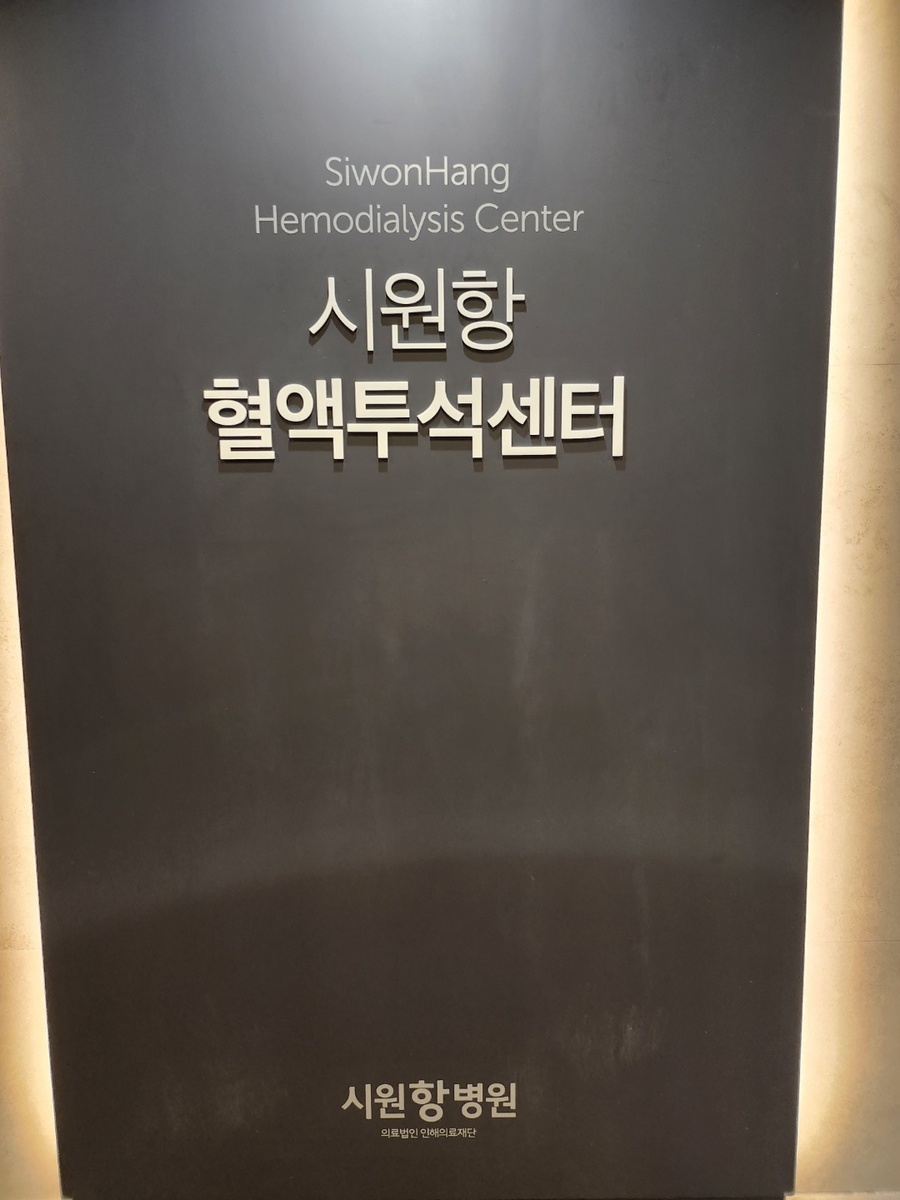 SiwonHang
Hemodialysis Center
시원항
혈액투석센터
시원항병원
의료법인 인해의료재단